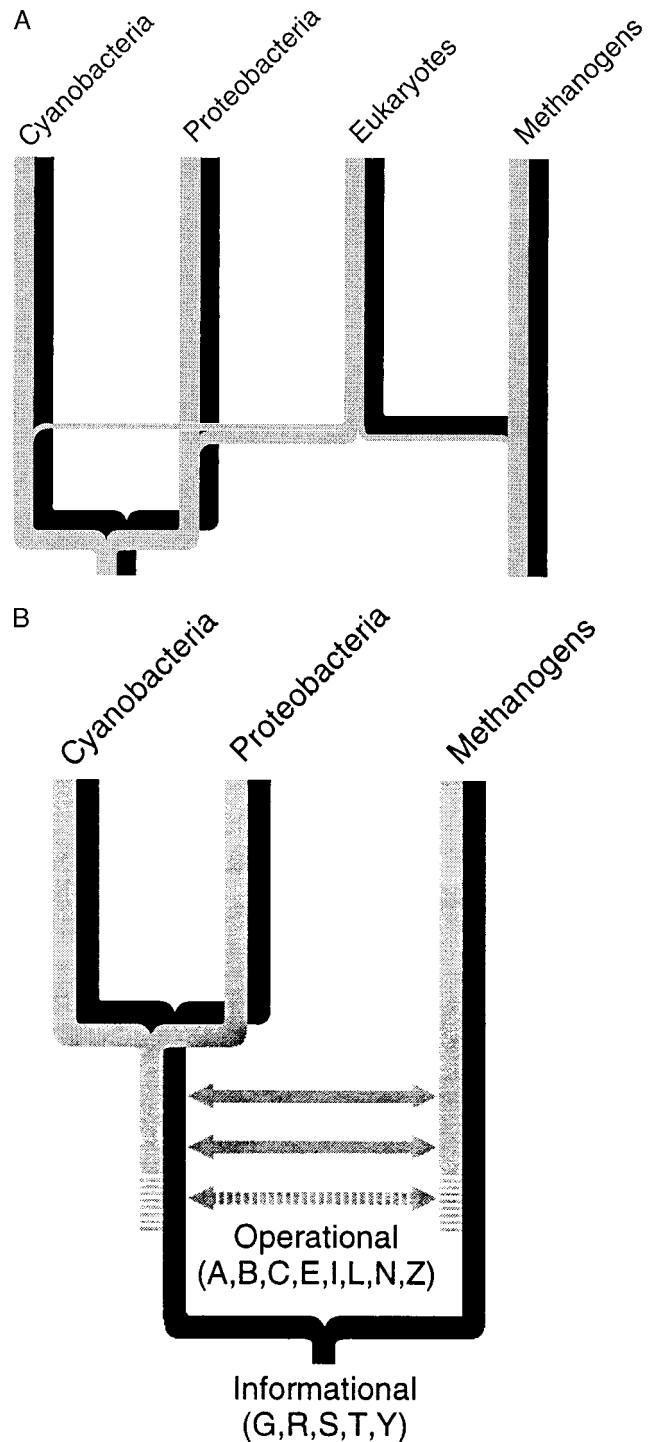 A
Cyanobacteria
Proteobacteria
Eukaryotes
Methanogens
B
Cyanobacteria
Proteobacteria
Methanogens
Operational
(A,B,C,E,I,L,N,Z)
Informational
(G,R,S,T,Y)